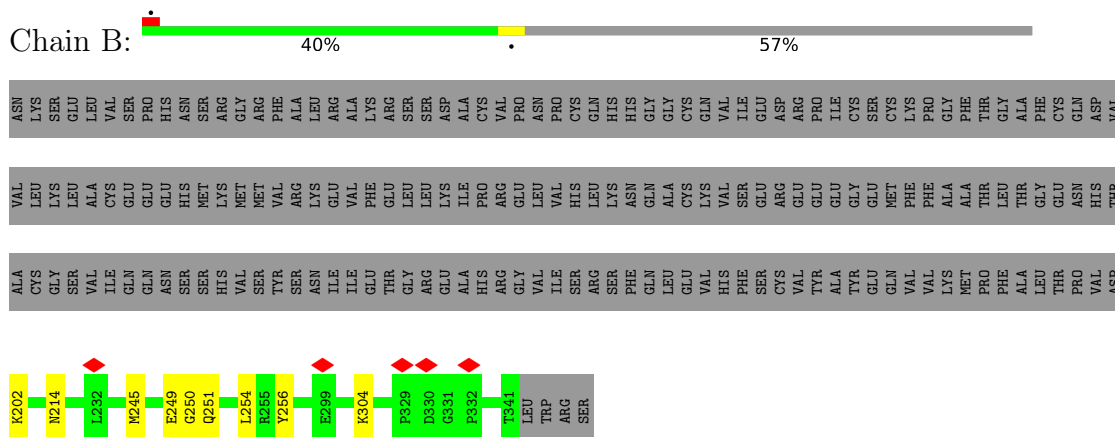 Chain B:
40% • 57%
ASN LYS SER GLU LEU VAL SER PRO HIS ASN SER ARG GLY ARG PHE ALA LEU ARG ALA LYS ARG SER SER ASP ALA CYS VAL PRO ASN PRO CYS GLN HIS HIS GLY GLY CYS GLN VAL ILE GLU ASP ARG PRO ILE CYS SER CYS LYS PRO GLY PHE THR GLY ALA PHE CYS GLN ASP VAL
VAL LEU LYS LEU ALA CYS GLU GLU GLU HIS MET LYS MET MET VAL ARG LYS GLU VAL PHE GLU LEU LEU LYS ILE PRO ARG GLU LEU VAL HIS LEU LYS ASN GLN ALA CYS LYS VAL SER GLU ARG GLU GLU GLU GLY GLU MET PHE PHE ALA ALA THR LEU THR GLY GLU ASN HIS THR
ALA CYS GLY SER VAL ILE GLN GLN ASN SER SER HIS VAL SER TYR SER ASN ILE ILE GLU THR GLY ARG GLU ALA HIS ARG GLY VAL ILE SER ARG SER PHE GLN LEU GLU VAL HIS PHE SER CYS VAL TYR ALA TYR GLU GLN VAL VAL LYS MET PRO PHE ALA LEU THR PRO VAL ASP
K202 N214 L232 M245 E249 G250 Q251 L254 R255 Y256 E299 K304 P329 D330 G331 P332 T341 LEU TRP ARG SER